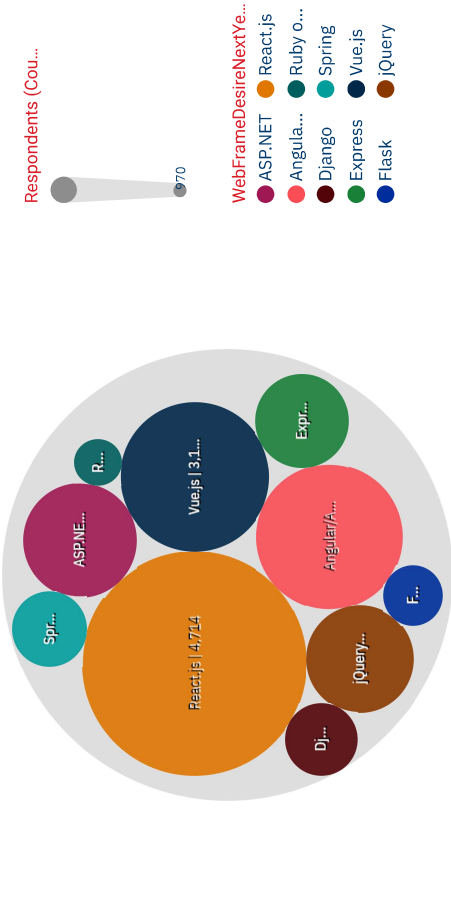 Respondents (Cou...
970
WebFrameDesireNextYe...
ASP.NET
React.js
Angula...
Ruby o...
Django
Spring
Express
Vue.js
Flask
jQuery
Spr...
ASP.NE...
R...
React.js | 4,714
Vue.js | 3,1...
Dj...
jQuery...
Angular/A...
Expr...
F...